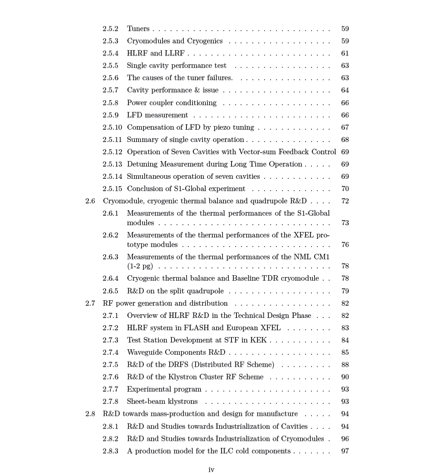 2.5.2 Tuners . . . . . . . . . . . . . . . . . . . . . . . . . . . . . . 59
2.5.3 Cryomodules and Cryogenics . . . . . . . . . . . . . . . . . . 59
2.5.4 HLRF and LLRF . . . . . . . . . . . . . . . . . . . . . . . . . 61
2.5.5 Single cavity performance test . . . . . . . . . . . . . . . . . 63
2.5.6 The causes of the tuner failures. . . . . . . . . . . . . . . . . 63
2.5.7 Cavity performance & issue . . . . . . . . . . . . . . . . . . . 64
2.5.8 Power coupler conditioning . . . . . . . . . . . . . . . . . . . 66
2.5.9 LFD measurement . . . . . . . . . . . . . . . . . . . . . . . . 66
2.5.10 Compensation of LFD by piezo tuning . . . . . . . . . . . . . 67
2.5.11 Summary of single cavity operation . . . . . . . . . . . . . . . 68
2.5.12 Operation of Seven Cavities with Vector-sum Feedback Control 69
2.5.13 Detuning Measurement during Long Time Operation . . . . . 69
2.5.14 Simultaneous operation of seven cavities . . . . . . . . . . . . 69
2.5.15 Conclusion of S1-Global experiment . . . . . . . . . . . . . . 70
2.6 Cryomodule, cryogenic thermal balance and quadrupole R&D . . . . 72
2.6.1 Measurements of the thermal performances of the S1-Global
modules . . . . . . . . . . . . . . . . . . . . . . . . . . . . . 73
2.6.2 Measurements of the thermal performances of the XFEL pro-
totype modules . . . . . . . . . . . . . . . . . . . . . . . . . 76
2.6.3 Measurements of the thermal performances of the NML CM1
(1-2 pg) . . . . . . . . . . . . . . . . . . . . . . . . . . . . . 78
2.6.4 Cryogenic thermal balance and Baseline TDR cryomodule . . 78
2.6.5 R&D on the split quadrupole . . . . . . . . . . . . . . . . . . 79
2.7 RF power generation and distribution . . . . . . . . . . . . . . . . . 82
2.7.1 Overview of HLRF R&D in the Technical Design Phase . . . 82
2.7.2 HLRF system in FLASH and European XFEL . . . . . . . . 83
2.7.3 Test Station Development at STF in KEK . . . . . . . . . . . 84
2.7.4 Waveguide Components R&D . . . . . . . . . . . . . . . . . . 85
2.7.5 R&D of the DRFS (Distributed RF Scheme) . . . . . . . . . 88
2.7.6 R&D of the Klystron Cluster RF Scheme . . . . . . . . . . . 90
2.7.7 Experimental program . . . . . . . . . . . . . . . . . . . . . . 93
2.7.8 Sheet-beam klystrons . . . . . . . . . . . . . . . . . . . . . . 93
2.8 R&D towards mass-production and design for manufacture . . . . . 94
2.8.1 R&D and Studies towards Industrialization of Cavities . . . . 94
2.8.2 R&D and Studies towards Industrialization of Cryomodules . 96
2.8.3 A production model for the ILC cold components . . . . . . . 97
iv